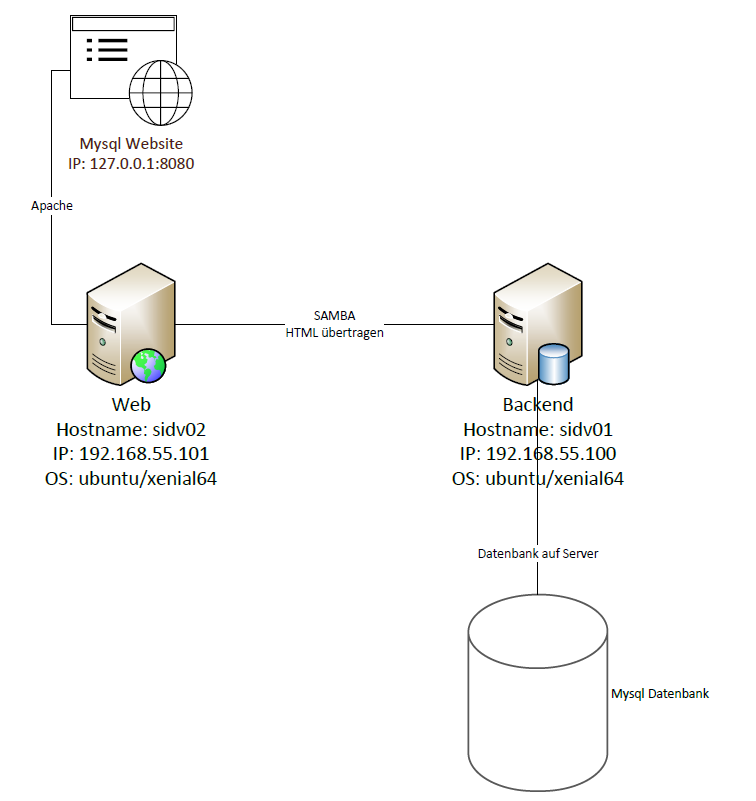 Mysql Website
IP: 127.0.0.1:8080
Apache
SAMBA
HTML übertragen
Web
Hostname: sidv02
IP: 192.168.55.101
OS: ubuntu/xenial64
Backend
Hostname: sidv01
IP: 192.168.55.100
OS: ubuntu/xenial64
Datenbank auf Server
Mysql Datenbank